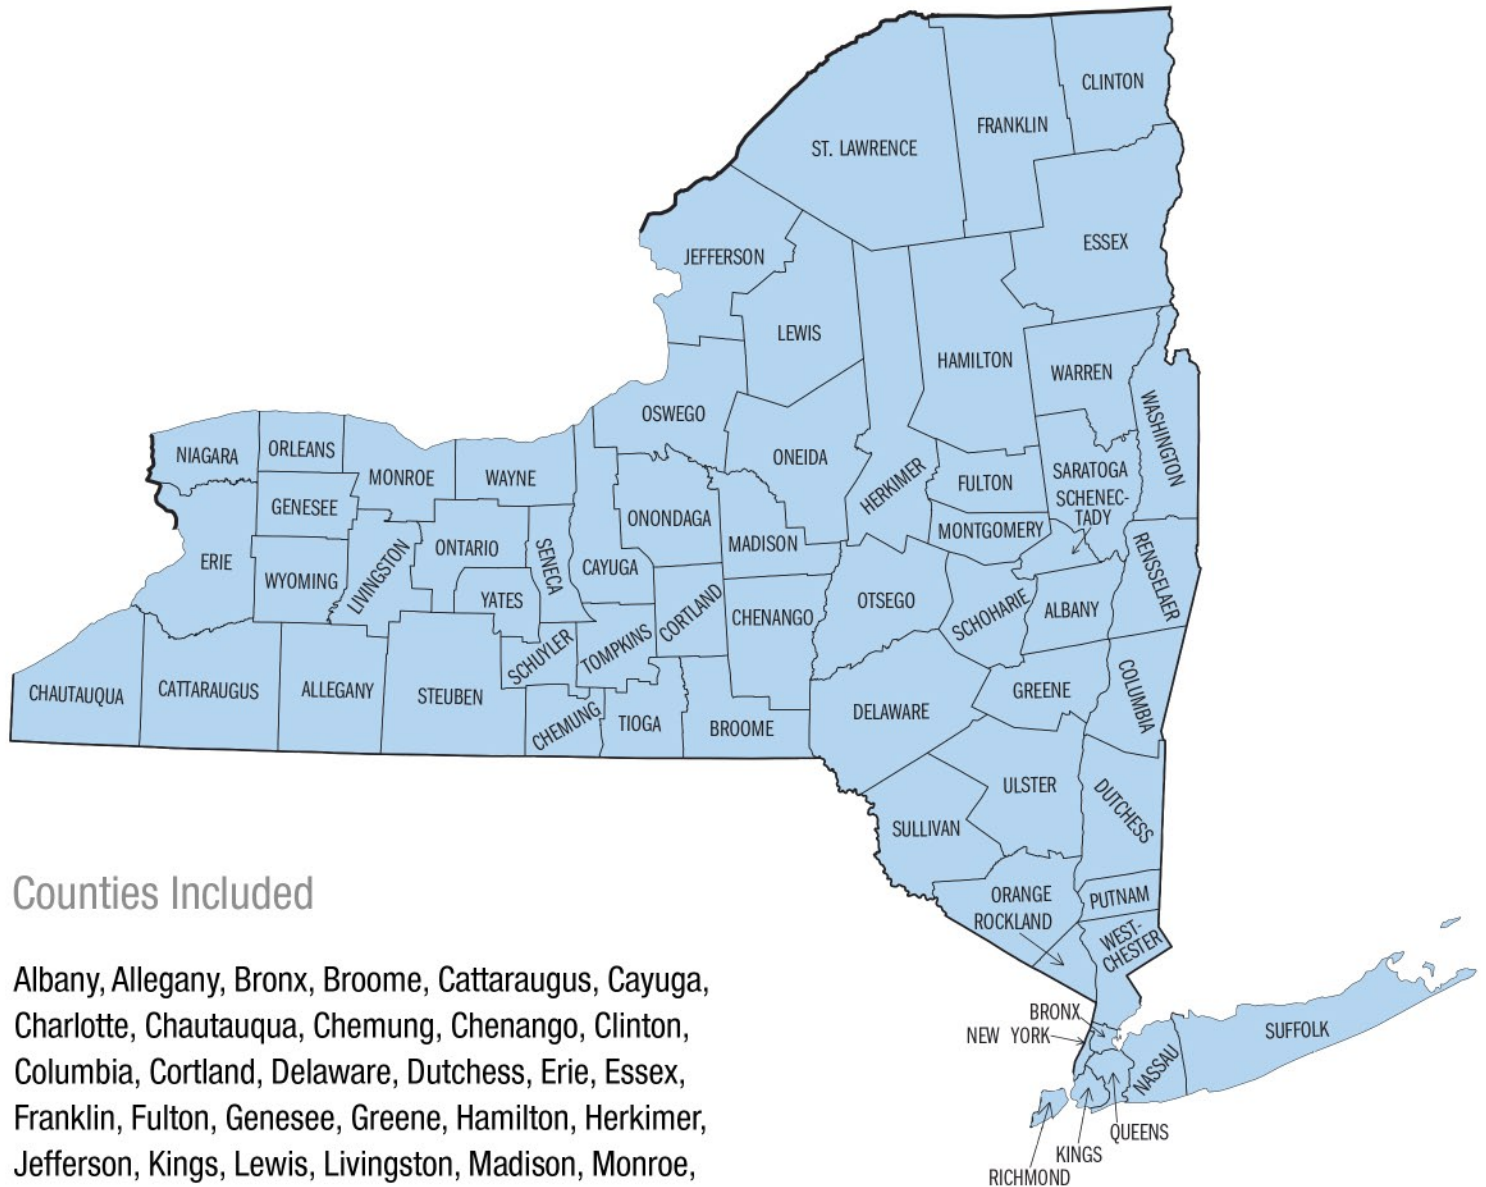 CLINTON
FRANKLIN
ST. LAWRENCE
ESSEX
JEFFERSON
LEWIS
HAMILTON
WARREN
WASHINGTON
OSWEGO
ONEIDA
HERKIMER
FULTON
SARATOGA
SCHENEC-
TADY
MONTGOMERY
NIAGARA
ORLEANS
MONROE
WAYNE
GENESEE
ONONDAGA
MADISON
ERIE
WYOMING
LIVINGSTON
ONTARIO
SENECA
CAYUGA
YATES
CORTLAND
CHENANGO
OTSEGO
SCHOHARIE
ALBANY
RENSSELAER
SCHUYLER
TOMPKINS
CHAUTAUQUA
CATTARAUGUS
ALLEGANY
STEUBEN
CHEMUNG
TIOGA
BROOME
DELAWARE
GREENE
COLUMBIA
ULSTER
SULLIVAN
DUTCHESS
ORANGE
ROCKLAND
PUTNAM
WEST-
CHESTER
BRONX
NEW YORK
NASSAU
SUFFOLK
QUEENS
KINGS
RICHMOND
Counties Included
Albany, Allegany, Bronx, Broome, Cattaraugus, Cayuga,
Charlotte, Chautauqua, Chemung, Chenango, Clinton,
Columbia, Cortland, Delaware, Dutchess, Erie, Essex,
Franklin, Fulton, Genesee, Greene, Hamilton, Herkimer,
Jefferson, Kings, Lewis, Livingston, Madison, Monroe,